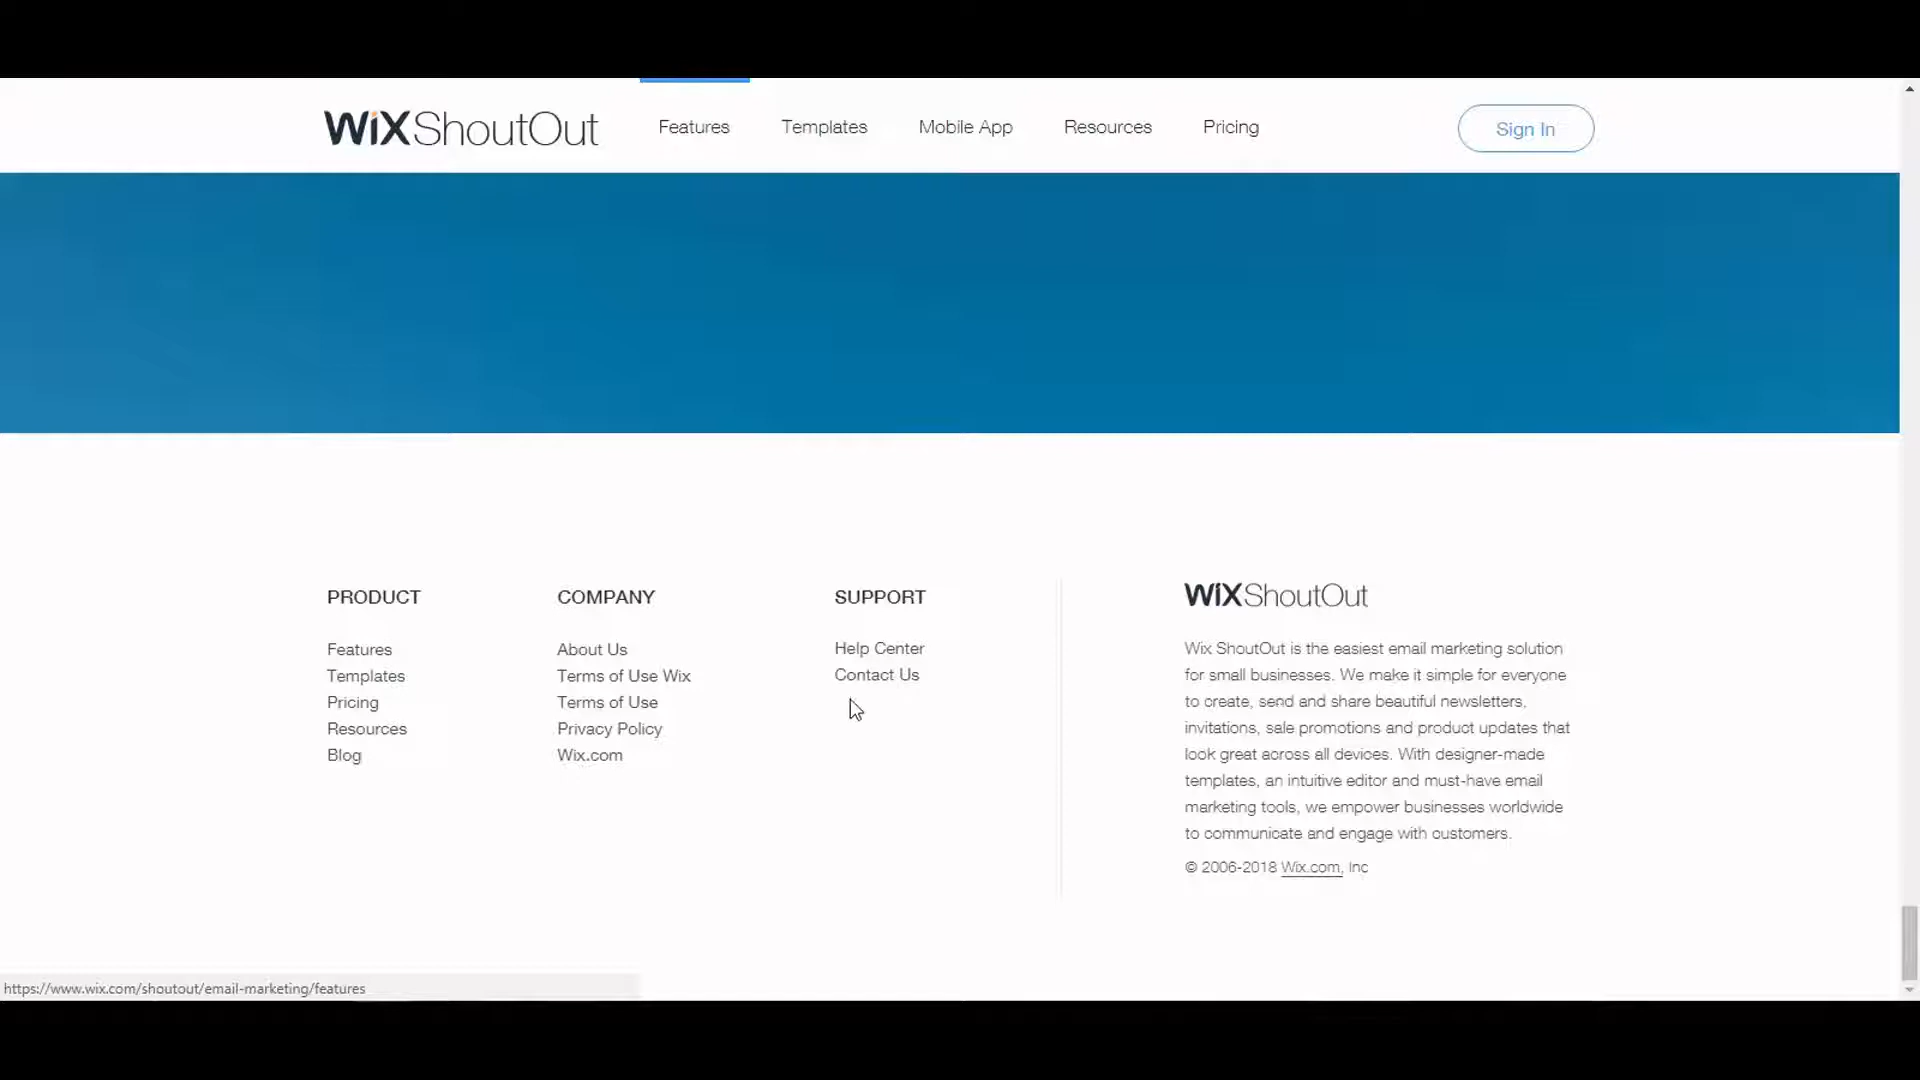 WiXShoutOut
Features
Templates
Mobile App
Resources
Pricing
Sign In
PRODUCT
Features
Templates
Pricing
Resources
Blog
COMPANY
About Us
Terms of Use Wix
Terms of Use
Privacy Policy
Wix.com
SUPPORT
Help Center
Contact Us
WiXShoutOut
Wix ShoutOut is the easiest email marketing solution
for small businesses. We make it simple for everyone
to create, send and share beautiful newsletters,
invitations, sale promotions and product updates that
look great across all devices. With designer-made
templates, an intuitive editor and must-have email
marketing tools, we empower businesses worldwide
to communicate and engage with customers.
© 2006-2018 Wix.com, Inc
https://www.wix.com/shoutout/email-marketing/features